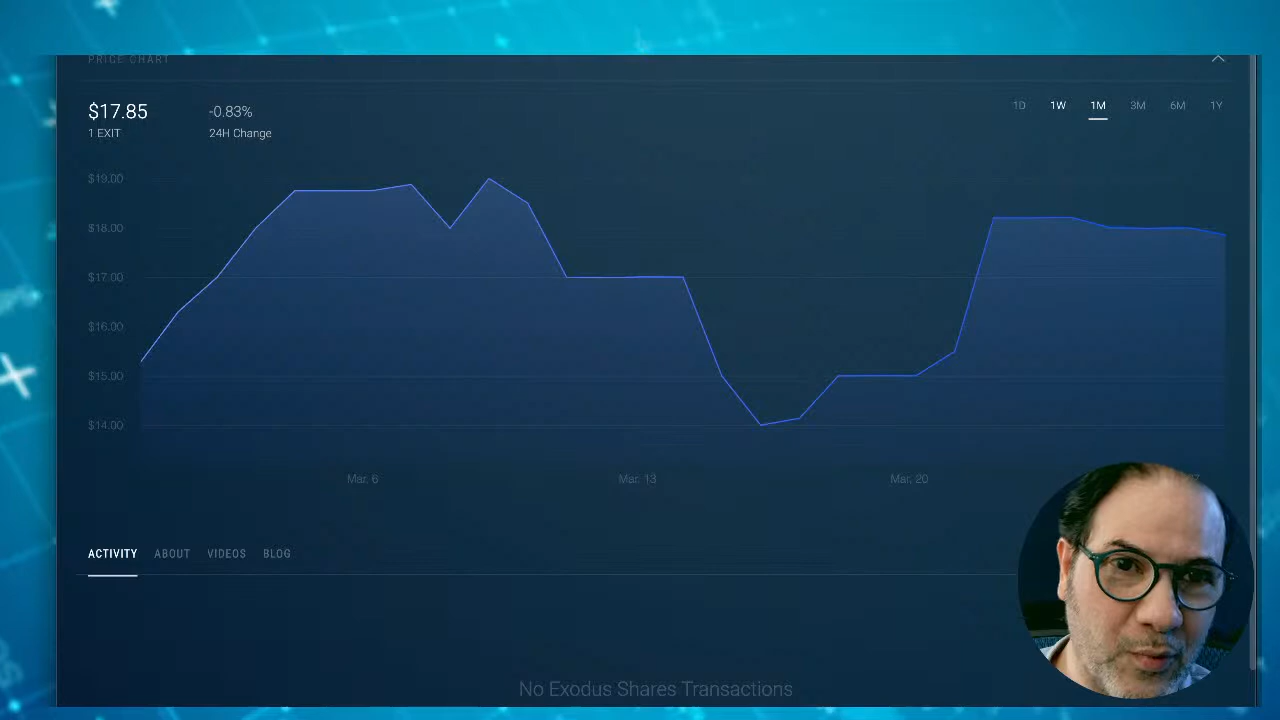 PRICE CHART
$17.85 -0.83% 1D 1W 1M 3M 6M 1Y
1 EXIT 24H Change
$19.00
$18.00
$17.00
$16.00
$15.00
$14.00
Mar. 6 Mar. 13 Mar. 20
ACTIVITY ABOUT VIDEOS BLOG
No Exodus Shares Transactions